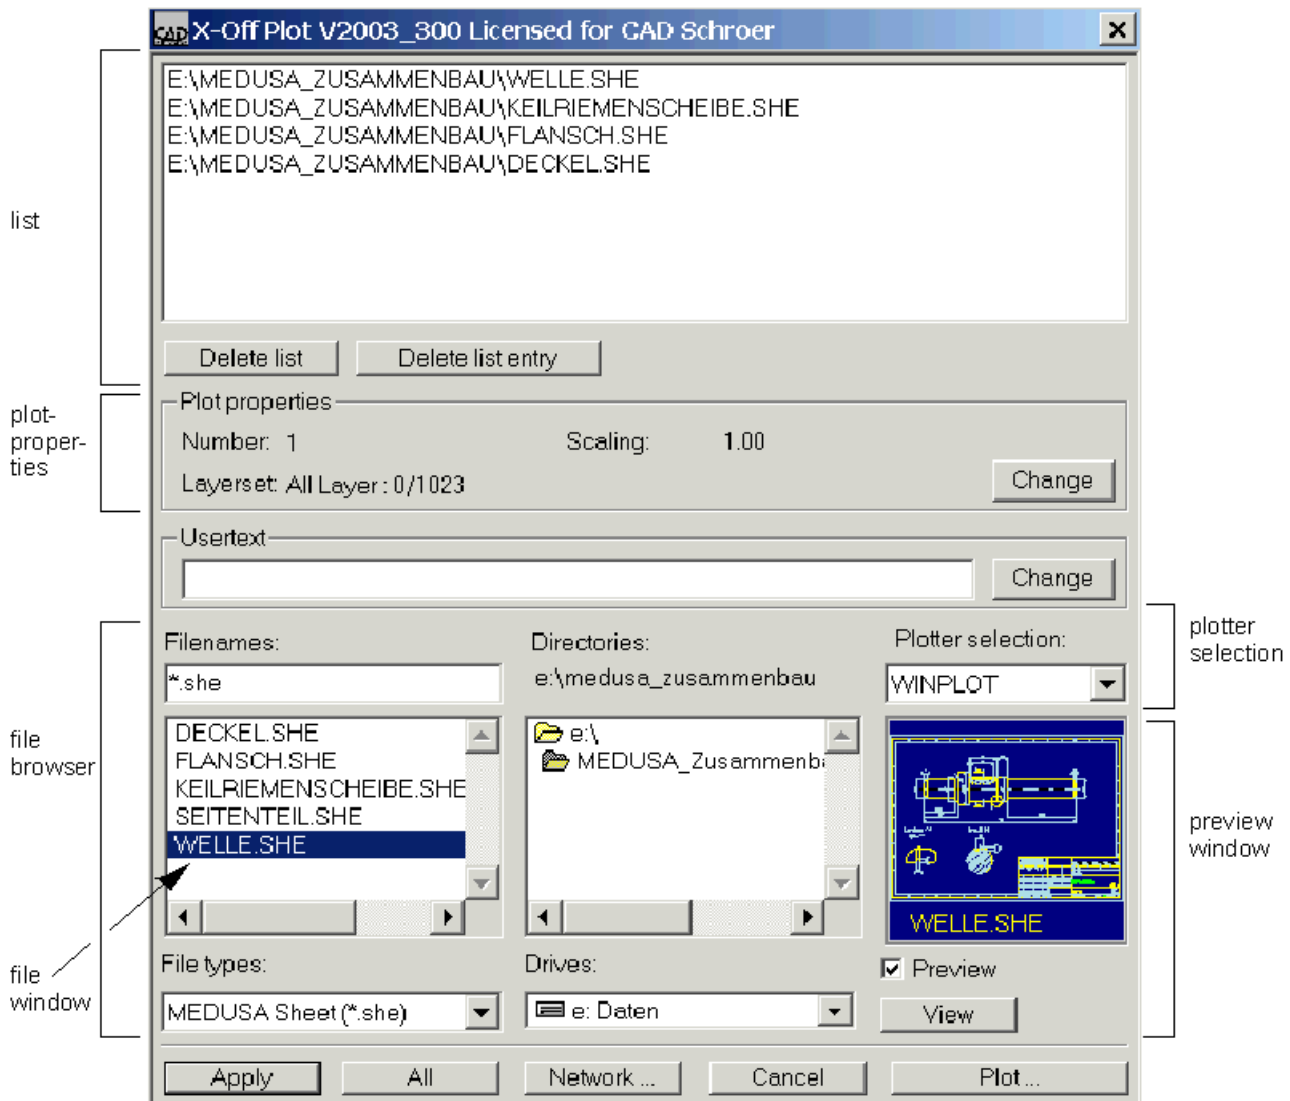 CAD X-Off Plot V2003_300 Licensed for CAD Schroer
E:\MEDUSA_ZUSAMMENBAU\WELLE.SHE
E:\MEDUSA_ZUSAMMENBAU\KEILRIEMENSCHEIBE.SHE
E:\MEDUSA_ZUSAMMENBAU\FLANSCH.SHE
E:\MEDUSA_ZUSAMMENBAU\DECKEL.SHE
list
Delete list Delete list entry
plot-
proper-
ties
Plot properties
Number: 1 Scaling: 1.00
Layerset: All Layer : 0/1023 Change
Usertext
Change
file
browser
file
window
Filenames:
*.she
DECKEL.SHE
FLANSCH.SHE
KEILRIEMENSCHEIBE.SHE
SEITENTEIL.SHE
WELLE.SHE
File types:
MEDUSA Sheet (*.she)
Directories:
e:\medusa_zusammenbau
e:\
MEDUSA_Zusammenb
Drives:
e: Daten
Plotter selection:
WINPLOT
WELLE.SHE
Preview
View
plotter
selection
preview
window
Apply All Network ... Cancel Plot ...